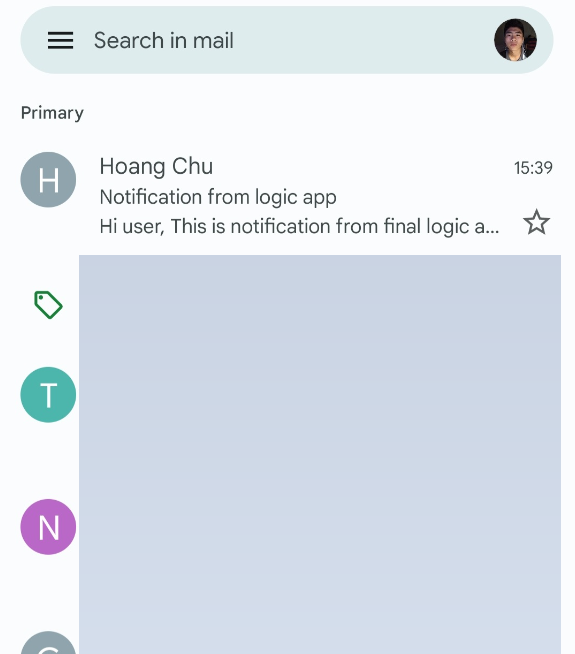 Search in mail
Primary
H
Hoang Chu
15:39
Notification from logic app
Hi user, This is notification from final logic a...
T
N